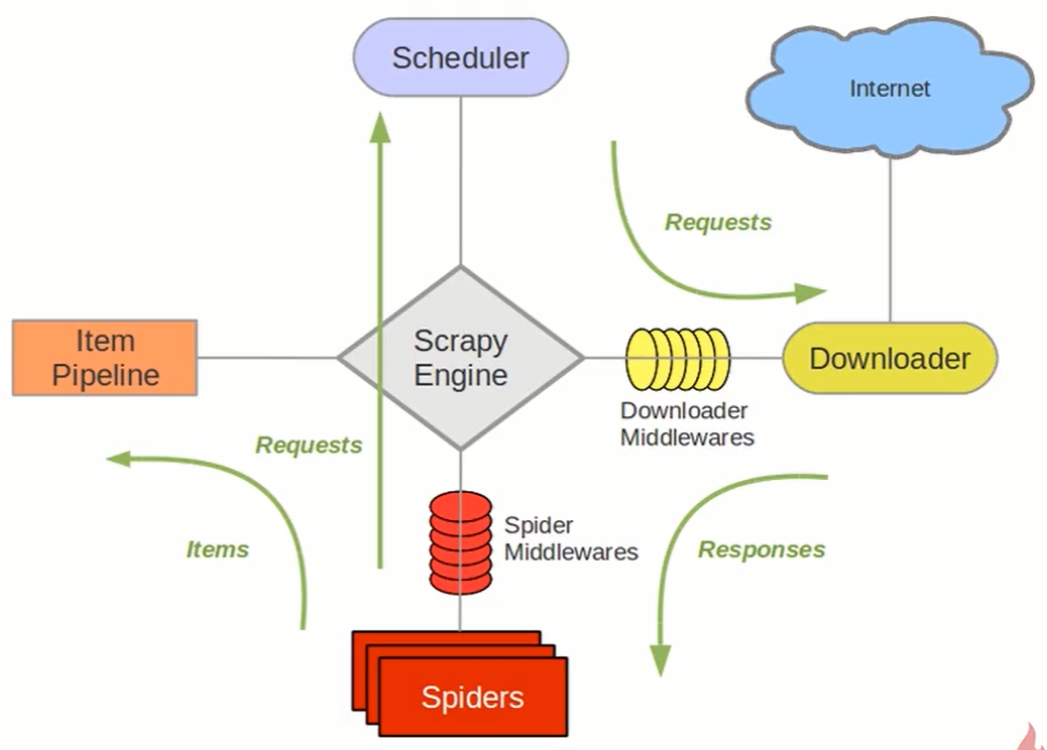 Scheduler
Internet
Requests
Item
Pipeline
Scrapy
Engine
Downloader
Downloader
Middlewares
Requests
Items
Spider
Middlewares
Responses
Spiders